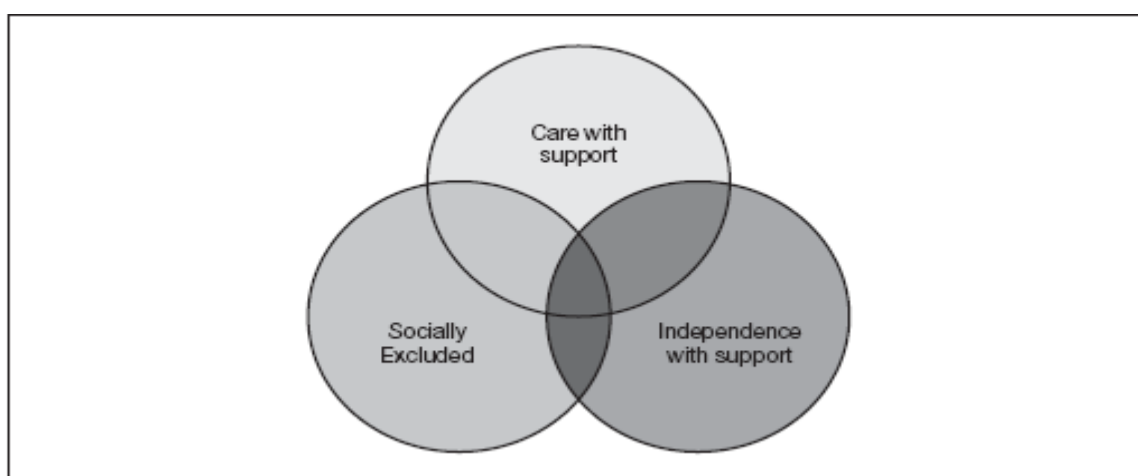 Care with
support
Socially
Excluded
Independence
with support